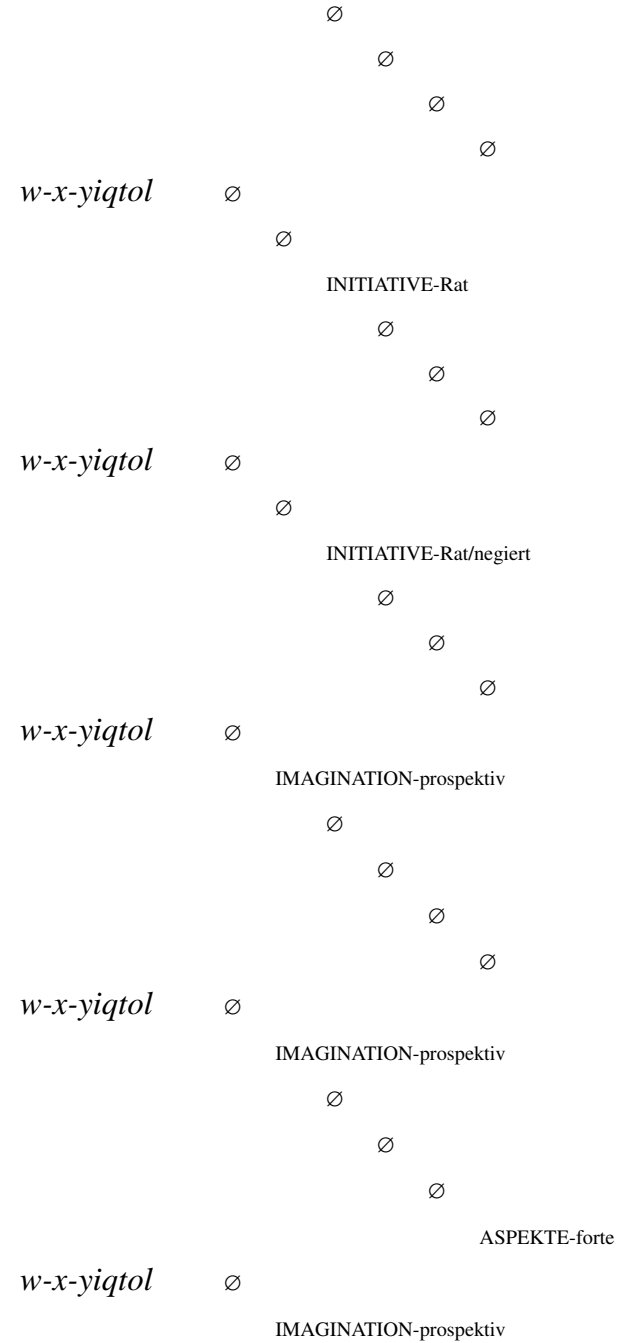 ∅
∅
∅
∅
w-x-yiqtol ∅
∅
INITIATIVE-Rat
∅
∅
∅
w-x-yiqtol ∅
∅
INITIATIVE-Rat/negiert
∅
∅
∅
w-x-yiqtol ∅
IMAGINATION-prospektiv
∅
∅
∅
∅
w-x-yiqtol ∅
IMAGINATION-prospektiv
∅
∅
∅
ASPEKTE-forte
w-x-yiqtol ∅
IMAGINATION-prospektiv